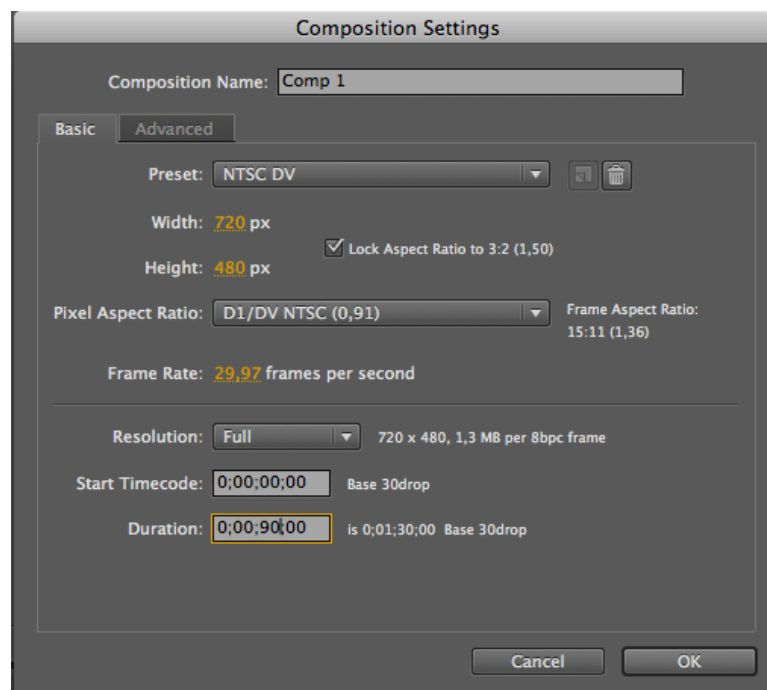 Composition Settings
Composition Name: Comp 1
Basic Advanced
Preset: NTSC DV
Width: 720 px
Lock Aspect Ratio to 3:2 (1,50)
Height: 480 px
Pixel Aspect Ratio: D1/DV NTSC (0,91) Frame Aspect Ratio:
15:11 (1,36)
Frame Rate: 29,97 frames per second
Resolution: Full 720 x 480, 1,3 MB per 8bpc frame
Start Timecode: 0;00;00;00 Base 30drop
Duration: 0;00;90;00 is 0;01;30;00 Base 30drop
Cancel OK